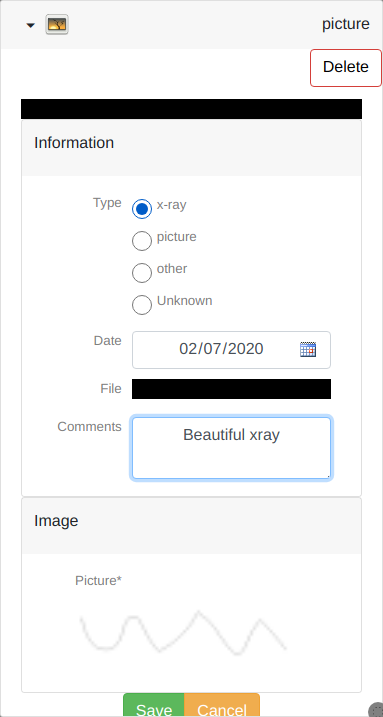 picture
Delete
Information
Type
x-ray
picture
other
Unknown
Date
02/07/2020
File
Comments
Beautiful xray
Image
Picture*
Save
Cancel